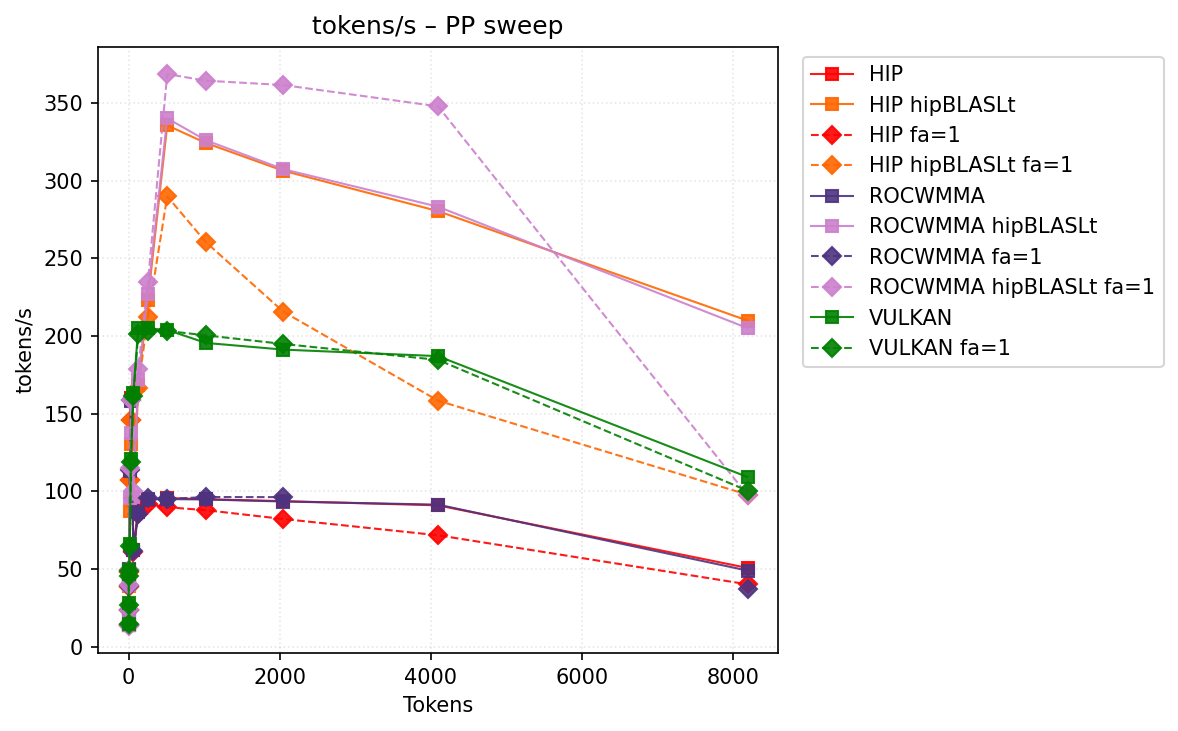 tokens/s – PP sweep
tokens/s
350
300
250
200
150
100
50
0
0 2000 4000 6000 8000
Tokens
HIP
HIP hipBLASLt
HIP fa=1
HIP hipBLASLt fa=1
ROCWMMA
ROCWMMA hipBLASLt
ROCWMMA fa=1
ROCWMMA hipBLASLt fa=1
VULKAN
VULKAN fa=1